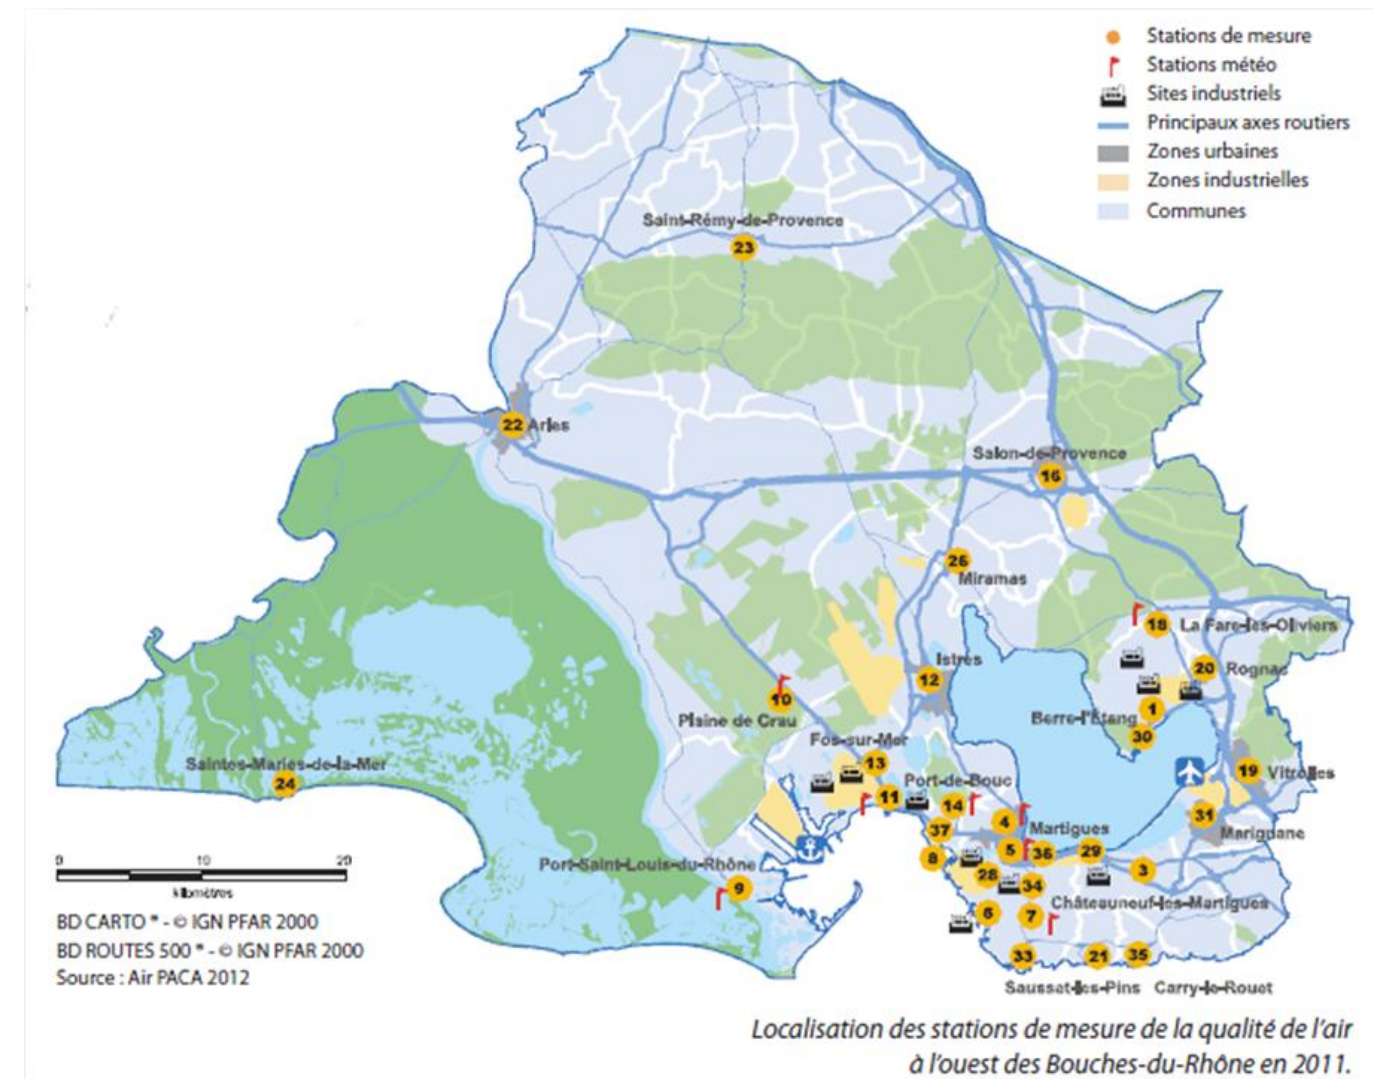 Stations de mesure
Stations météo
Sites industriels
Principaux axes routiers
Zones urbaines
Zones industrielles
Communes
Saint-Rémy-de-Provence
23
22 Arles
Salon-de-Provence
16
26
Miramas
18 La Fare-les-Oliviers
Istres
12
20 Rognac
10
Plaine de Crau
1
Berre-l'Étang
30
Fos-sur-Mer
13
Saintes-Maries-de-la-Mer
24
19 Vitrolles
Port-de-Bouc
11
14
31
4
Martigues
37
Marignane
5
36
29
8
Port-Saint-Louis-du-Rhône
3
28
34
9
Châteauneuf-les-Martigues
6
7
33
21
35
Sausset-les-Pins Carry-le-Rouet
0 10 20
kilomètres
BD CARTO ® - © IGN PFAR 2000
BD ROUTES 500 ® - © IGN PFAR 2000
Source : Air PACA 2012
Localisation des stations de mesure de la qualité de l'air
à l'ouest des Bouches-du-Rhône en 2011.